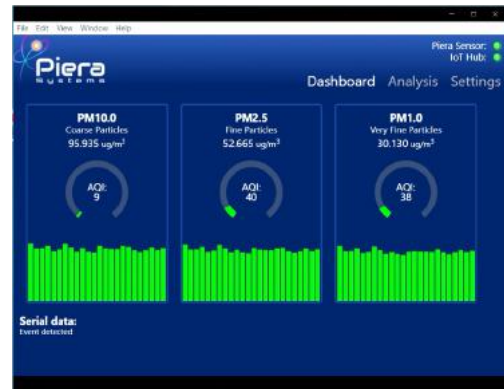 File Edit View Window Help
Piera Sensor:
IoT Hub:
Piera
Systems
Dashboard Analysis Settings
PM10.0
Coarse Particles
95.935 ug/m³
AQI:
9
PM2.5
Fine Particles
52.665 ug/m³
AQI:
40
PM1.0
Very Fine Particles
30.130 ug/m³
AQI:
38
Serial data:
Event detected